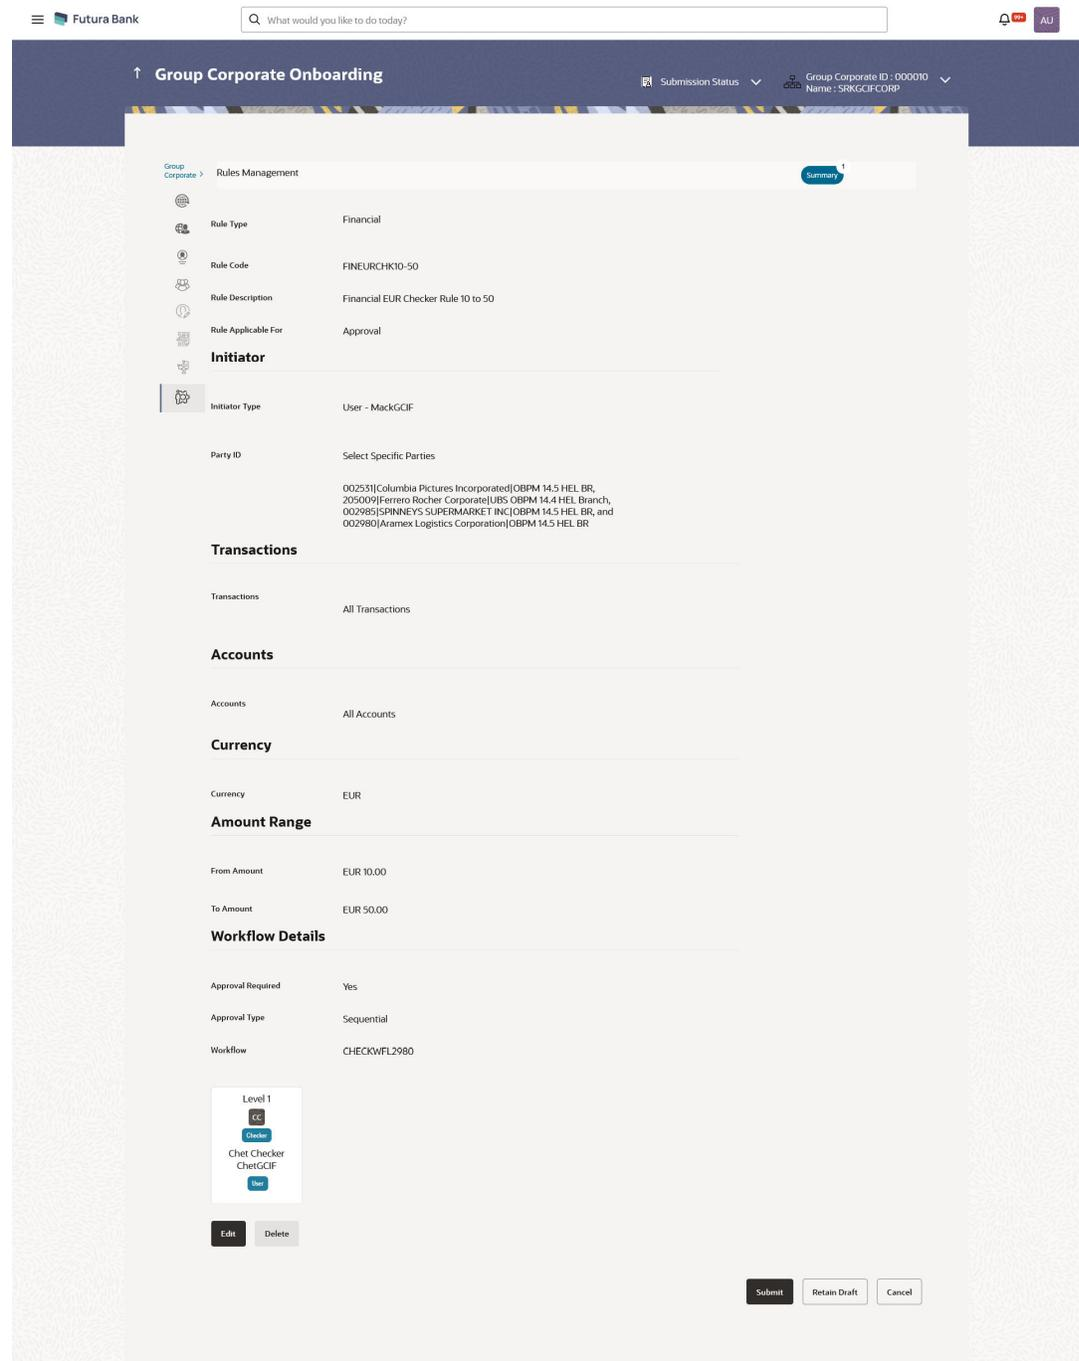 Futura Bank
What would you like to do today?
99+
AU
Group Corporate Onboarding
Submission Status
Group Corporate ID : 000010
Name : SRKGCIFCORP
Group
Corporate >
Rules Management
Summary
1
Rule Type
Financial
Rule Code
FINEURCHK10-50
Rule Description
Financial EUR Checker Rule 10 to 50
Rule Applicable For
Approval
Initiator
Initiator Type
User - MackGCIF
Party ID
Select Specific Parties
002531|Columbia Pictures Incorporated|OBPM 14.5 HEL BR,
205009|Ferrero Rocher Corporate|UBS OBPM 14.4 HEL Branch,
002985|SPINNEYS SUPERMARKET INC|OBPM 14.5 HEL BR, and
002980|Aramex Logistics Corporation|OBPM 14.5 HEL BR
Transactions
Transactions
All Transactions
Accounts
Accounts
All Accounts
Currency
Currency
EUR
Amount Range
From Amount
EUR 10.00
To Amount
EUR 50.00
Workflow Details
Approval Required
Yes
Approval Type
Sequential
Workflow
CHECKWFL2980
Level 1
CC
Checker
Chet Checker
ChetGCIF
User
Edit
Delete
Submit
Retain Draft
Cancel